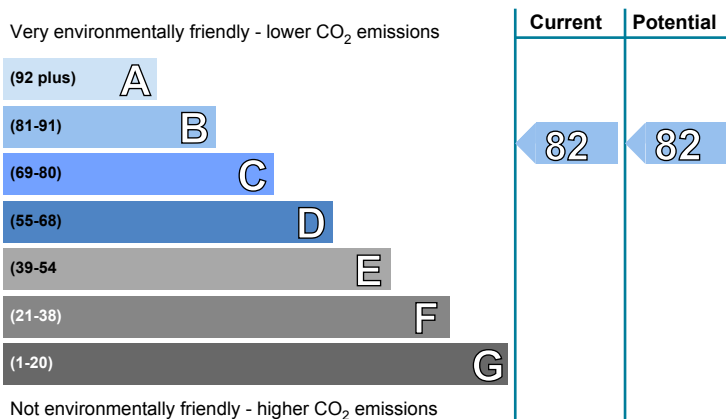 Current Potential
Very environmentally friendly - lower CO2 emissions
(92 plus) A
(81-91) B
82 82
(69-80) C
(55-68) D
(39-54 E
(21-38) F
(1-20) G
Not environmentally friendly - higher CO2 emissions